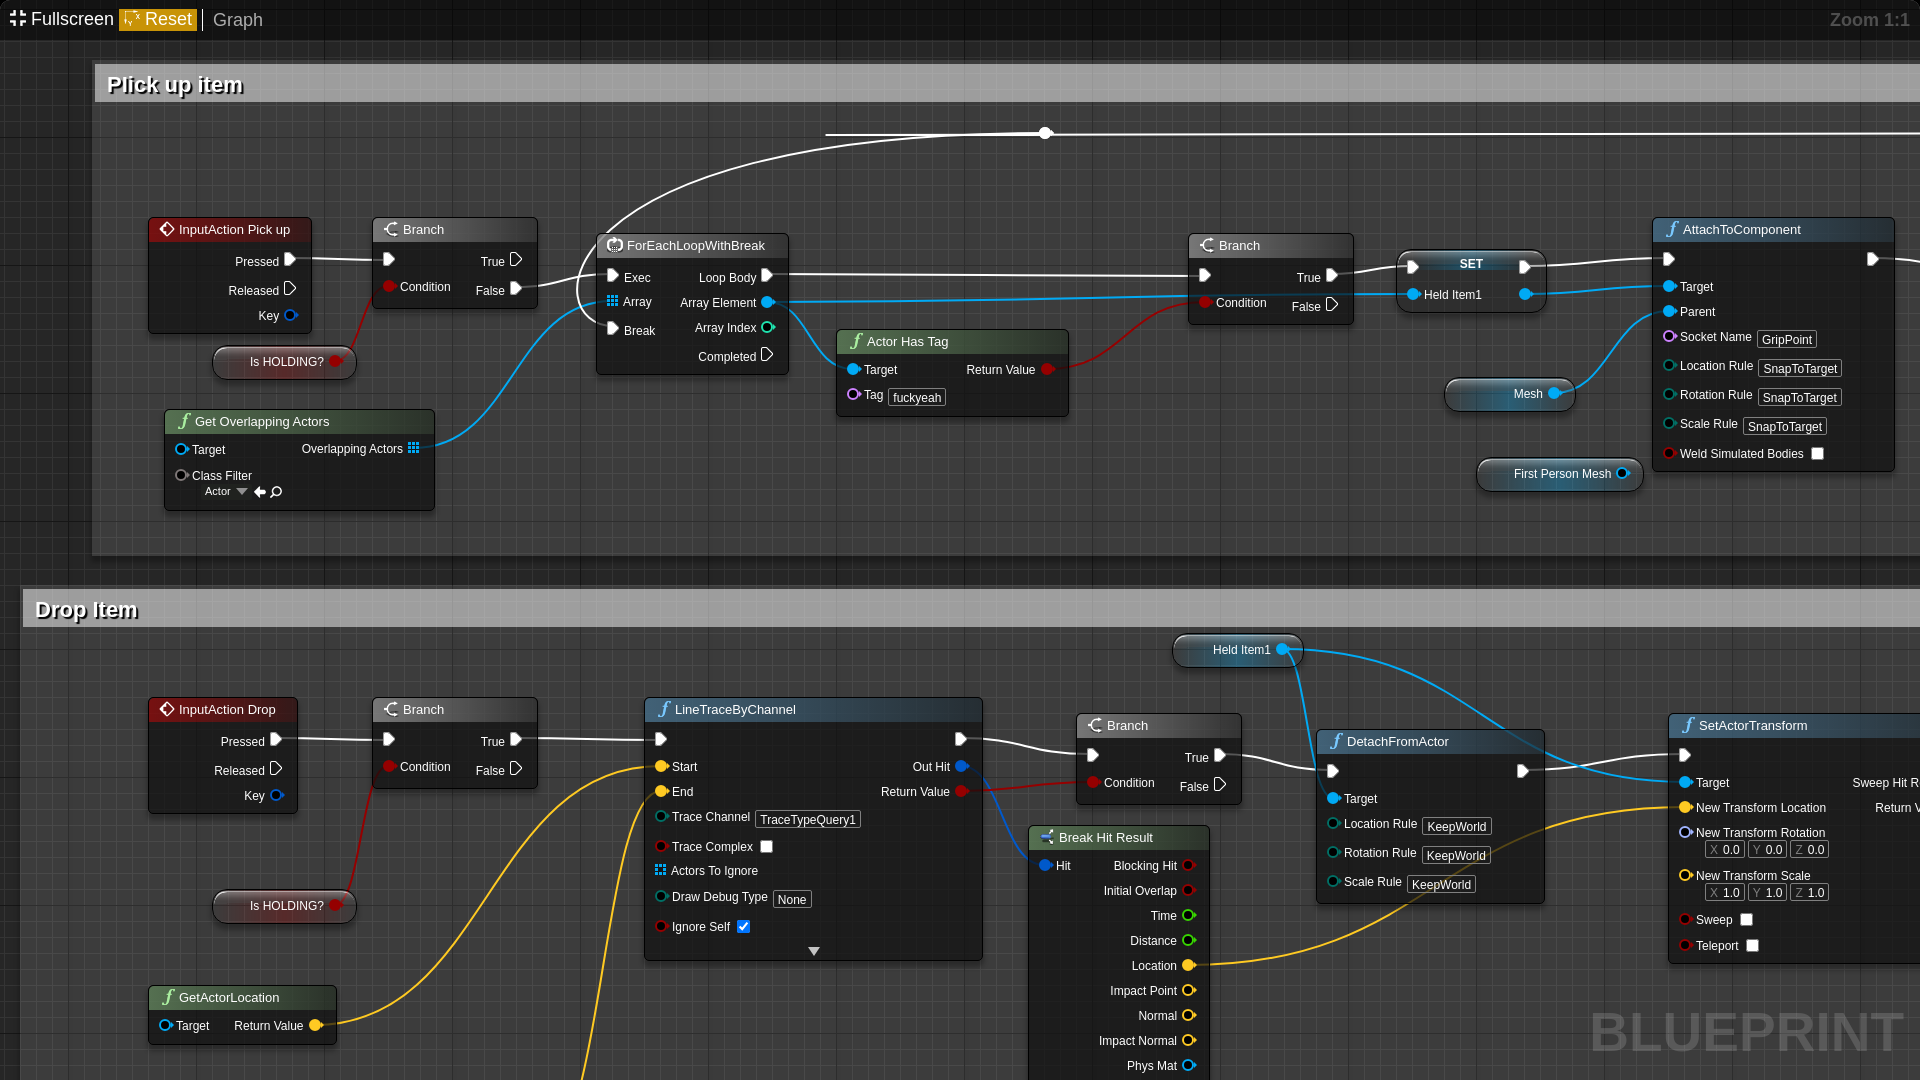 Fullscreen Reset Graph Zoom 1:1
Plick up item
InputAction Pick up
Pressed
Released
Key
Branch
True
Condition
False
Is HOLDING?
Get Overlapping Actors
Target
Overlapping Actors
Class Filter
Actor
ForEachLoopWithBreak
Exec
Loop Body
Array
Array Element
Break
Array Index
Completed
Actor Has Tag
Target
Return Value
Tag fuckyeah
Branch
True
Condition
False
SET
Held Item1
Mesh
First Person Mesh
AttachToComponent
Target
Parent
Socket Name GripPoint
Location Rule SnapToTarget
Rotation Rule SnapToTarget
Scale Rule SnapToTarget
Weld Simulated Bodies
Drop Item
Held Item1
InputAction Drop
Pressed
Released
Key
Branch
True
Condition
False
Is HOLDING?
GetActorLocation
Target
Return Value
LineTraceByChannel
Start
Out Hit
End
Return Value
Trace Channel TraceTypeQuery1
Trace Complex
Actors To Ignore
Draw Debug Type None
Ignore Self
Branch
True
Condition
False
Break Hit Result
Hit
Blocking Hit
Initial Overlap
Time
Distance
Location
Impact Point
Normal
Impact Normal
Phys Mat
DetachFromActor
Target
Location Rule KeepWorld
Rotation Rule KeepWorld
Scale Rule KeepWorld
SetActorTransform
Target
Sweep Hit R
New Transform Location
Return V
New Transform Rotation
X 0.0 Y 0.0 Z 0.0
New Transform Scale
X 1.0 Y 1.0 Z 1.0
Sweep
Teleport
BLUEPRINT